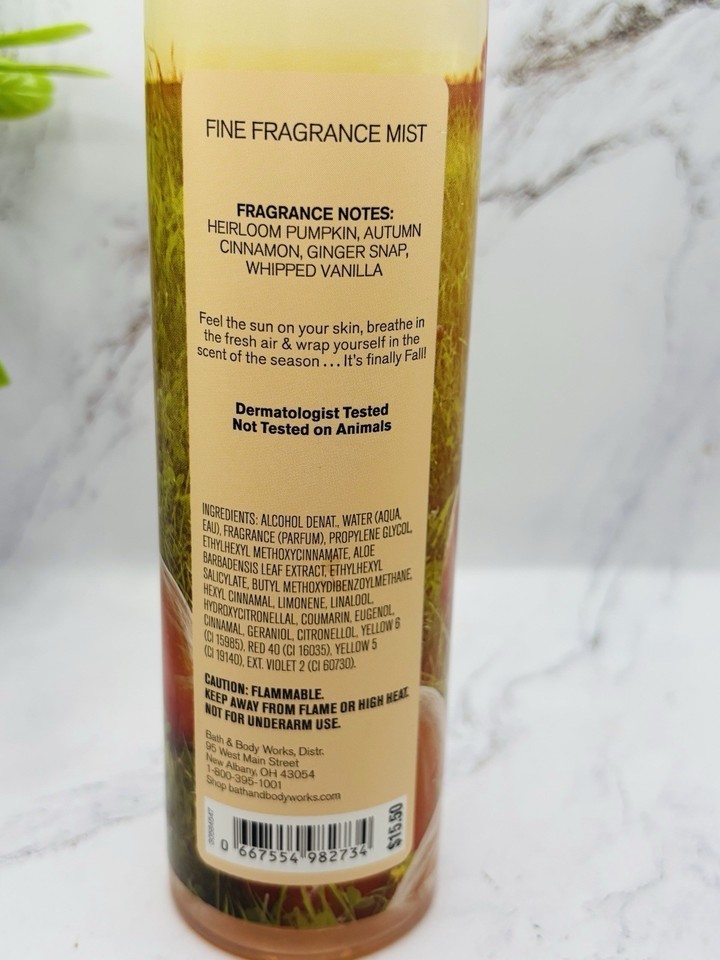 FINE FRAGRANCE MIST
FRAGRANCE NOTES:
HEIRLOOM PUMPKIN, AUTUMN
CINNAMON, GINGER SNAP,
WHIPPED VANILLA
Feel the sun on your skin, breathe in
the fresh air & wrap yourself in the
scent of the season... It's finally Fall!
Dermatologist Tested
Not Tested on Animals
INGREDIENTS: ALCOHOL DENAT., WATER (AQUA,
EAU), FRAGRANCE (PARFUM), PROPYLENE GLYCOL,
ETHYLHEXYL METHOXYCINNAMATE, ALOE
BARBADENSIS LEAF EXTRACT, ETHYLHEXYL
SALICYLATE, BUTYL METHOXYDIBENZOYLMETHANE,
HEXYL CINNAMAL, LIMONENE, LINALOOL,
HYDROXYCITRONELLAL, COUMARIN, EUGENOL,
CINNAMAL, GERANIOL, CITRONELLOL, YELLOW 6
(CI 15985), RED 40 (CI 16035), YELLOW 5
(CI 19140), EXT. VIOLET 2 (CI 60730).
CAUTION: FLAMMABLE.
KEEP AWAY FROM FLAME OR HIGH HEAT.
NOT FOR UNDERARM USE.
Bath & Body Works, Distr.
95 West Main Street
New Albany, OH 43054
1-800-395-1001
Shop bathandbodyworks.com
0 667554 982734
$15.50